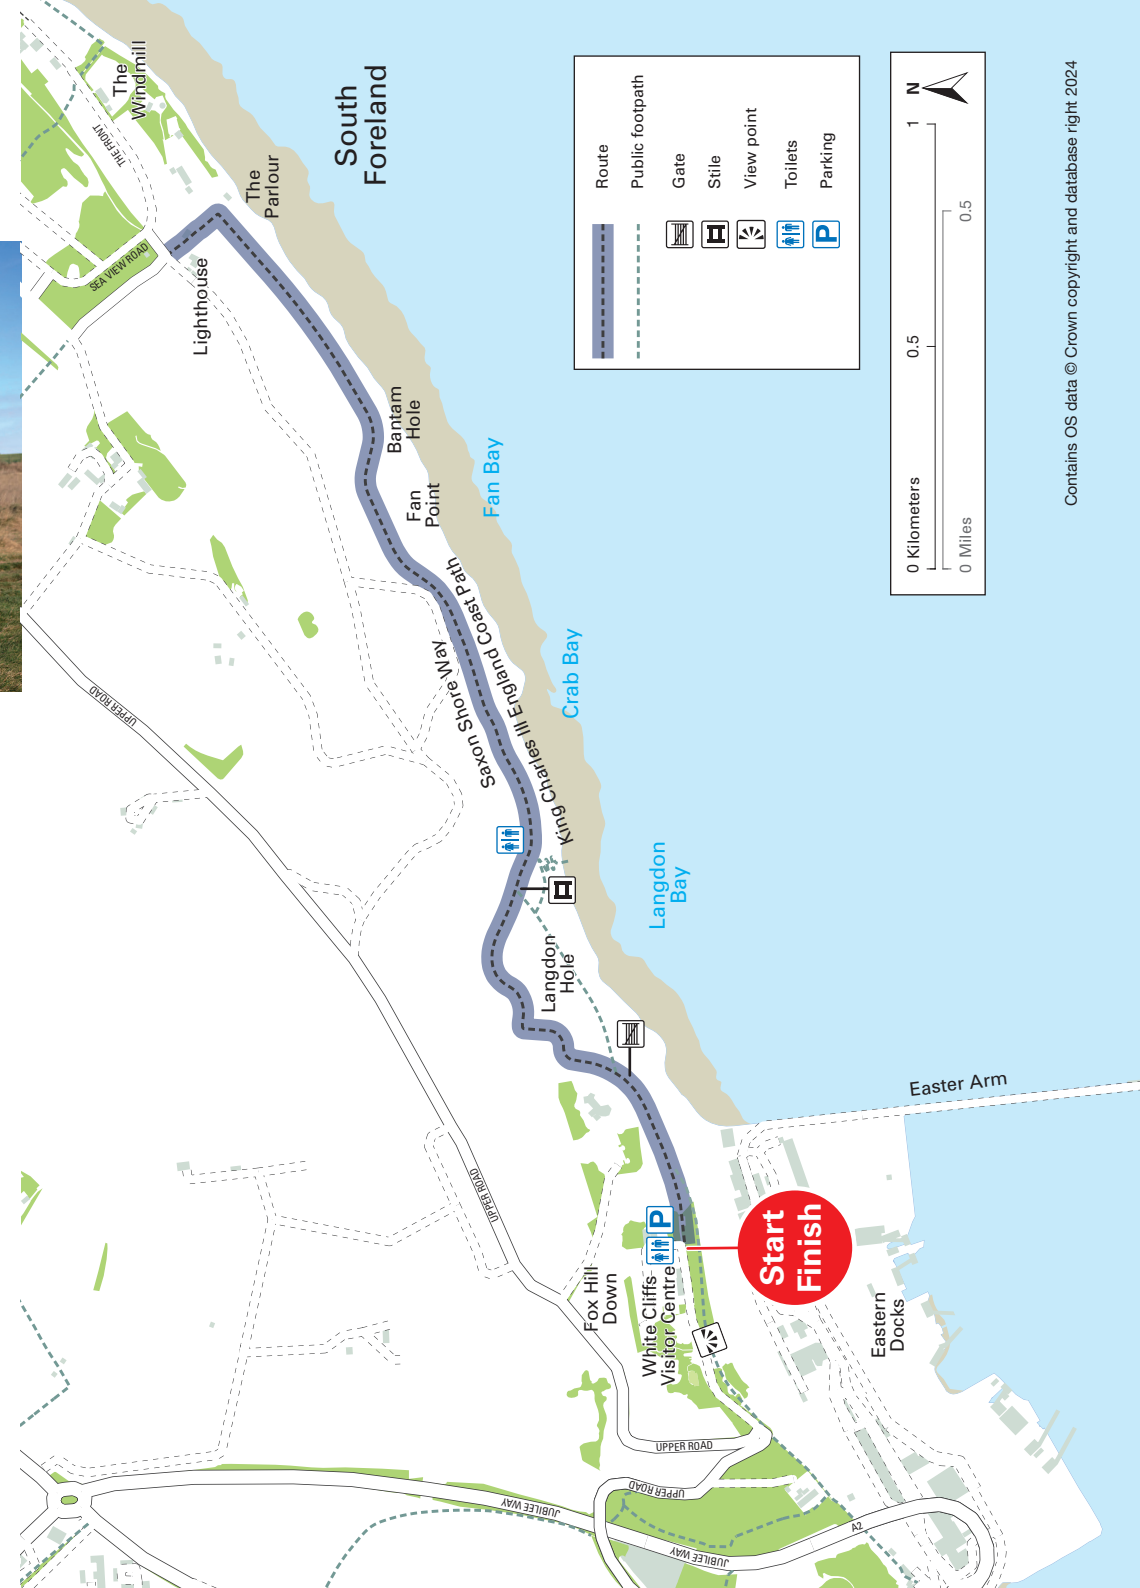 The
Windmill
THE FRONT
South
Foreland
The
Parlour
SEA VIEW ROAD
Lighthouse
Bantam
Hole
Fan
Point
Fan Bay
Saxon Shore Way
King Charles III England Coast Path
Crab Bay
UPPER ROAD
Langdon
Bay
Langdon
Hole
UPPER ROAD
Easter Arm
Fox Hill
Down
White Cliffs
Visitor Centre
P
Start
Finish
Eastern
Docks
UPPER ROAD
UPPER ROAD
JUBILEE WAY
JUBILEE WAY
A2
Route
Public footpath
Gate
Stile
View point
Toilets
P Parking
N
0 Kilometers 0.5 1
0 Miles 0.5
Contains OS data © Crown copyright and database right 2024